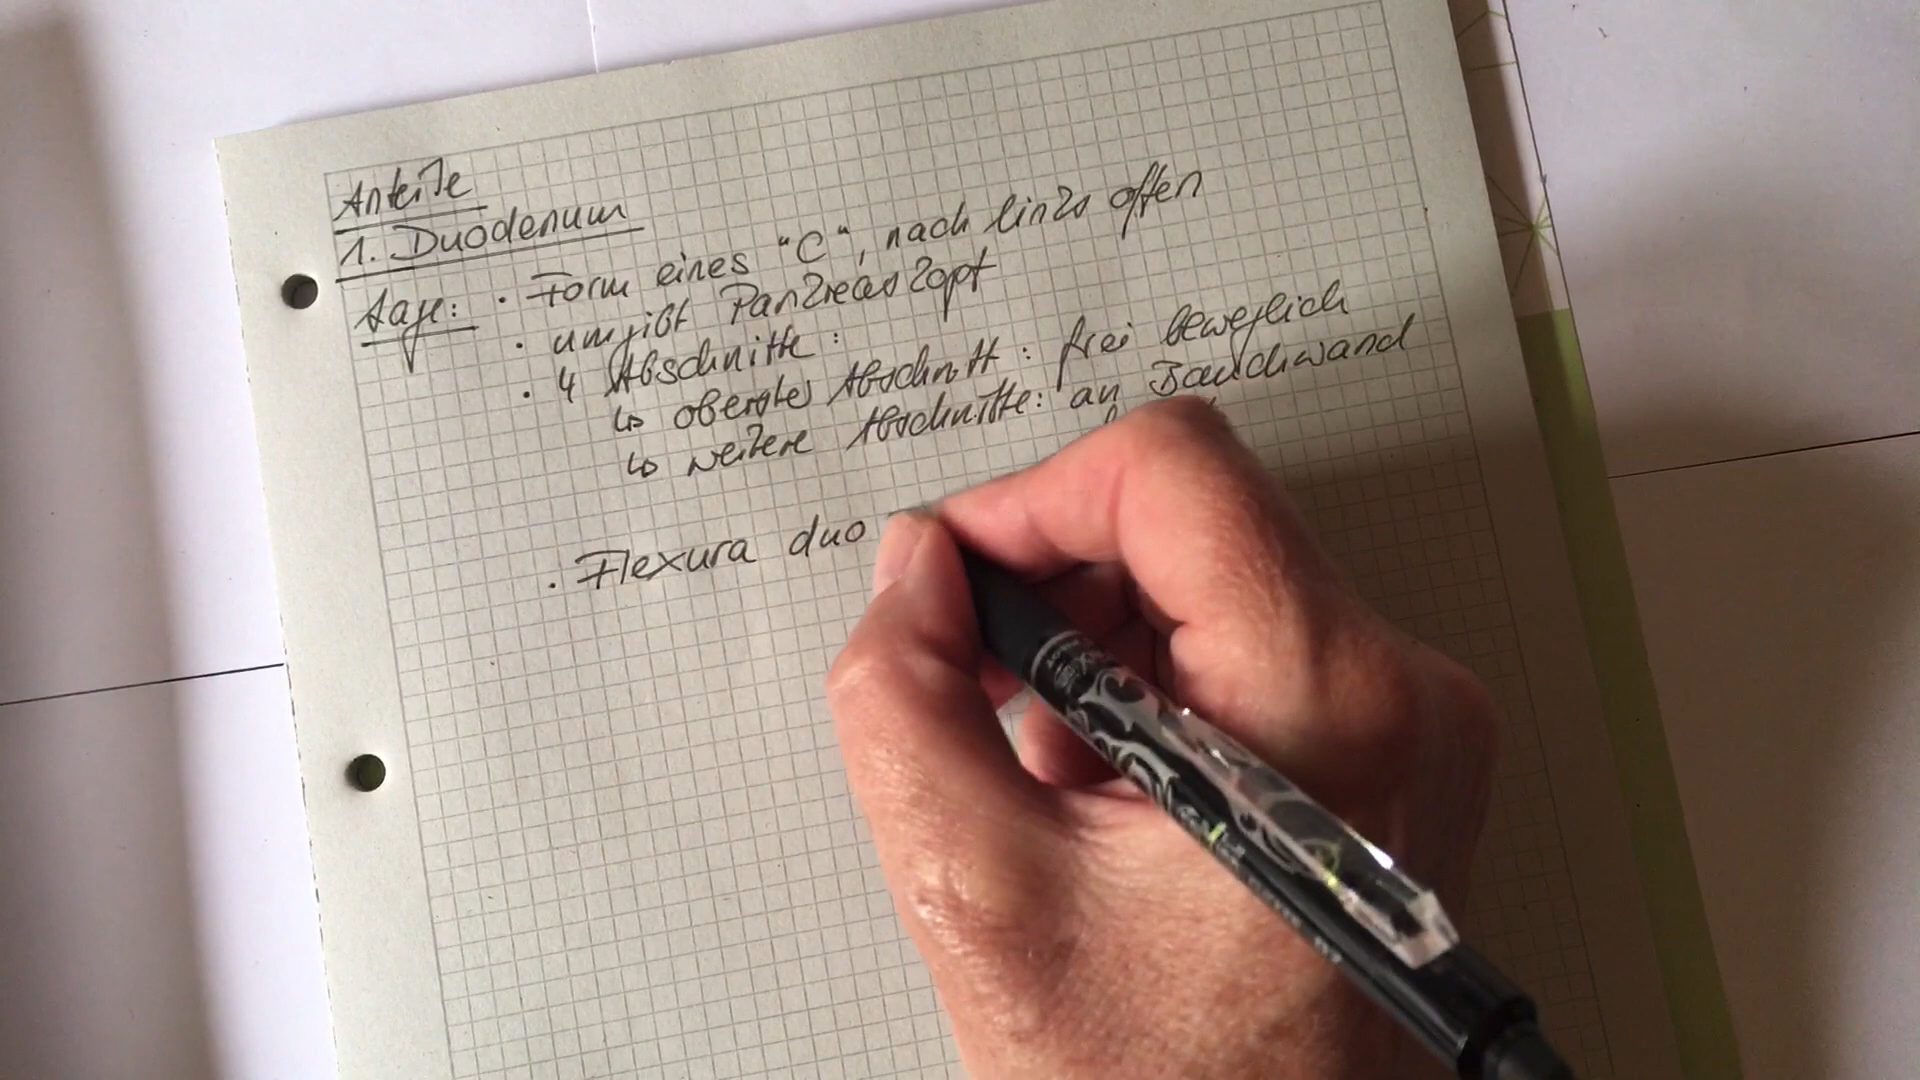 Anteile
1. Duodenum
Lage: · Form eines "C", nach links offen
· umgibt Pankreaskopf
· 4 Abschnitte:
↳ oberster Abschnitt: frei beweglich
↳ weitere Abschnitte: an Bauchwand
· Flexura duo